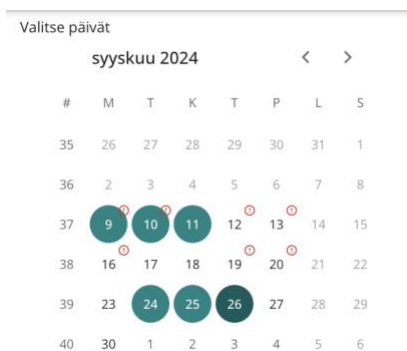 Valitse päivät
syyskuu 2024 < >
# M T K T P L S
35 26 27 28 29 30 31 1
36 2 3 4 5 6 7 8
37 9 10 11 12 13 14 15
38 16 17 18 19 20 21 22
39 23 24 25 26 27 28 29
40 30 1 2 3 4 5 6